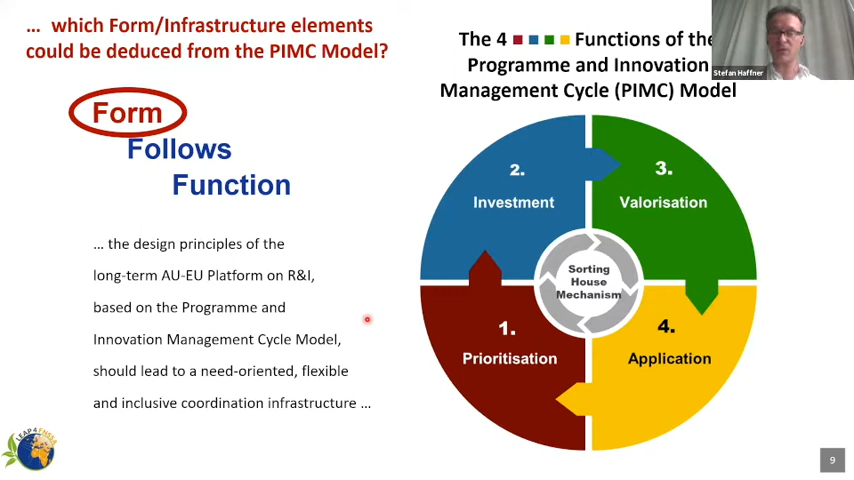 … which Form/Infrastructure elements
could be deduced from the PIMC Model?
Form
Follows
Function
… the design principles of the
long-term AU-EU Platform on R&I,
based on the Programme and
Innovation Management Cycle Model,
should lead to a need-oriented, flexible
and inclusive coordination infrastructure …
LEAP4FNSSA
The 4 Functions of the
Programme and Innovation
Management Cycle (PIMC) Model
Stefan Haffner
2.
Investment
3.
Valorisation
Sorting
House
Mechanism
1.
Prioritisation
4.
Application
9